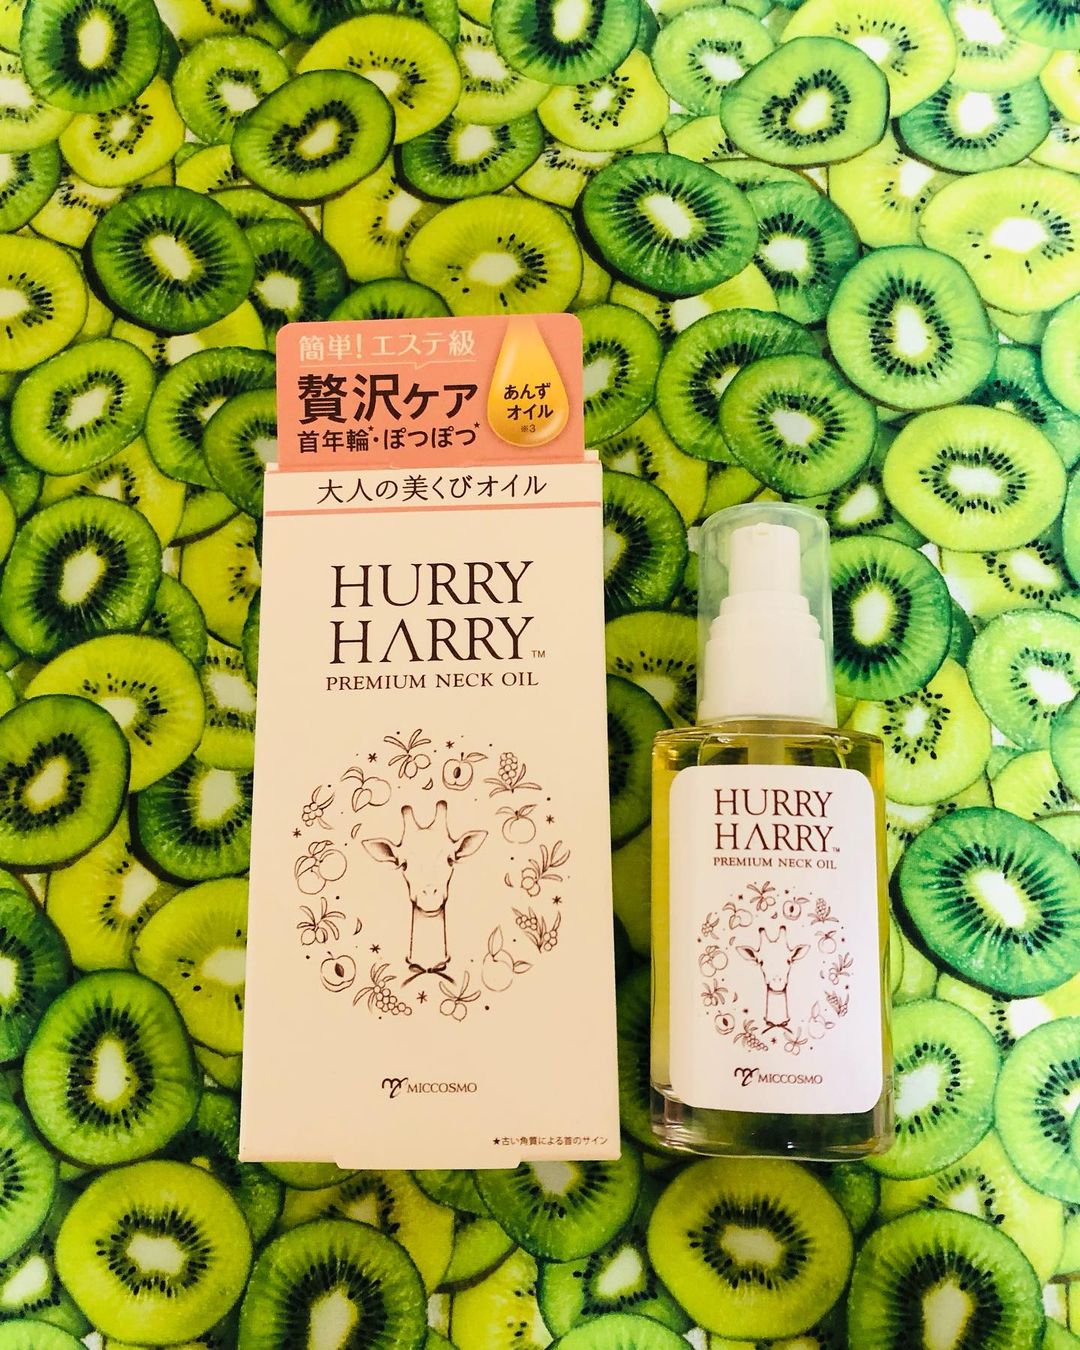 簡単!エステ級
贅沢ケア
首年輪★・ぽつぽつ★
あんず
オイル
※3
大人の美くびオイル
HURRY
HARRY™
PREMIUM NECK OIL
MICCOSMO
★古い角質による首のサイン
HURRY
HARRY™
PREMIUM NECK OIL
MICCOSMO